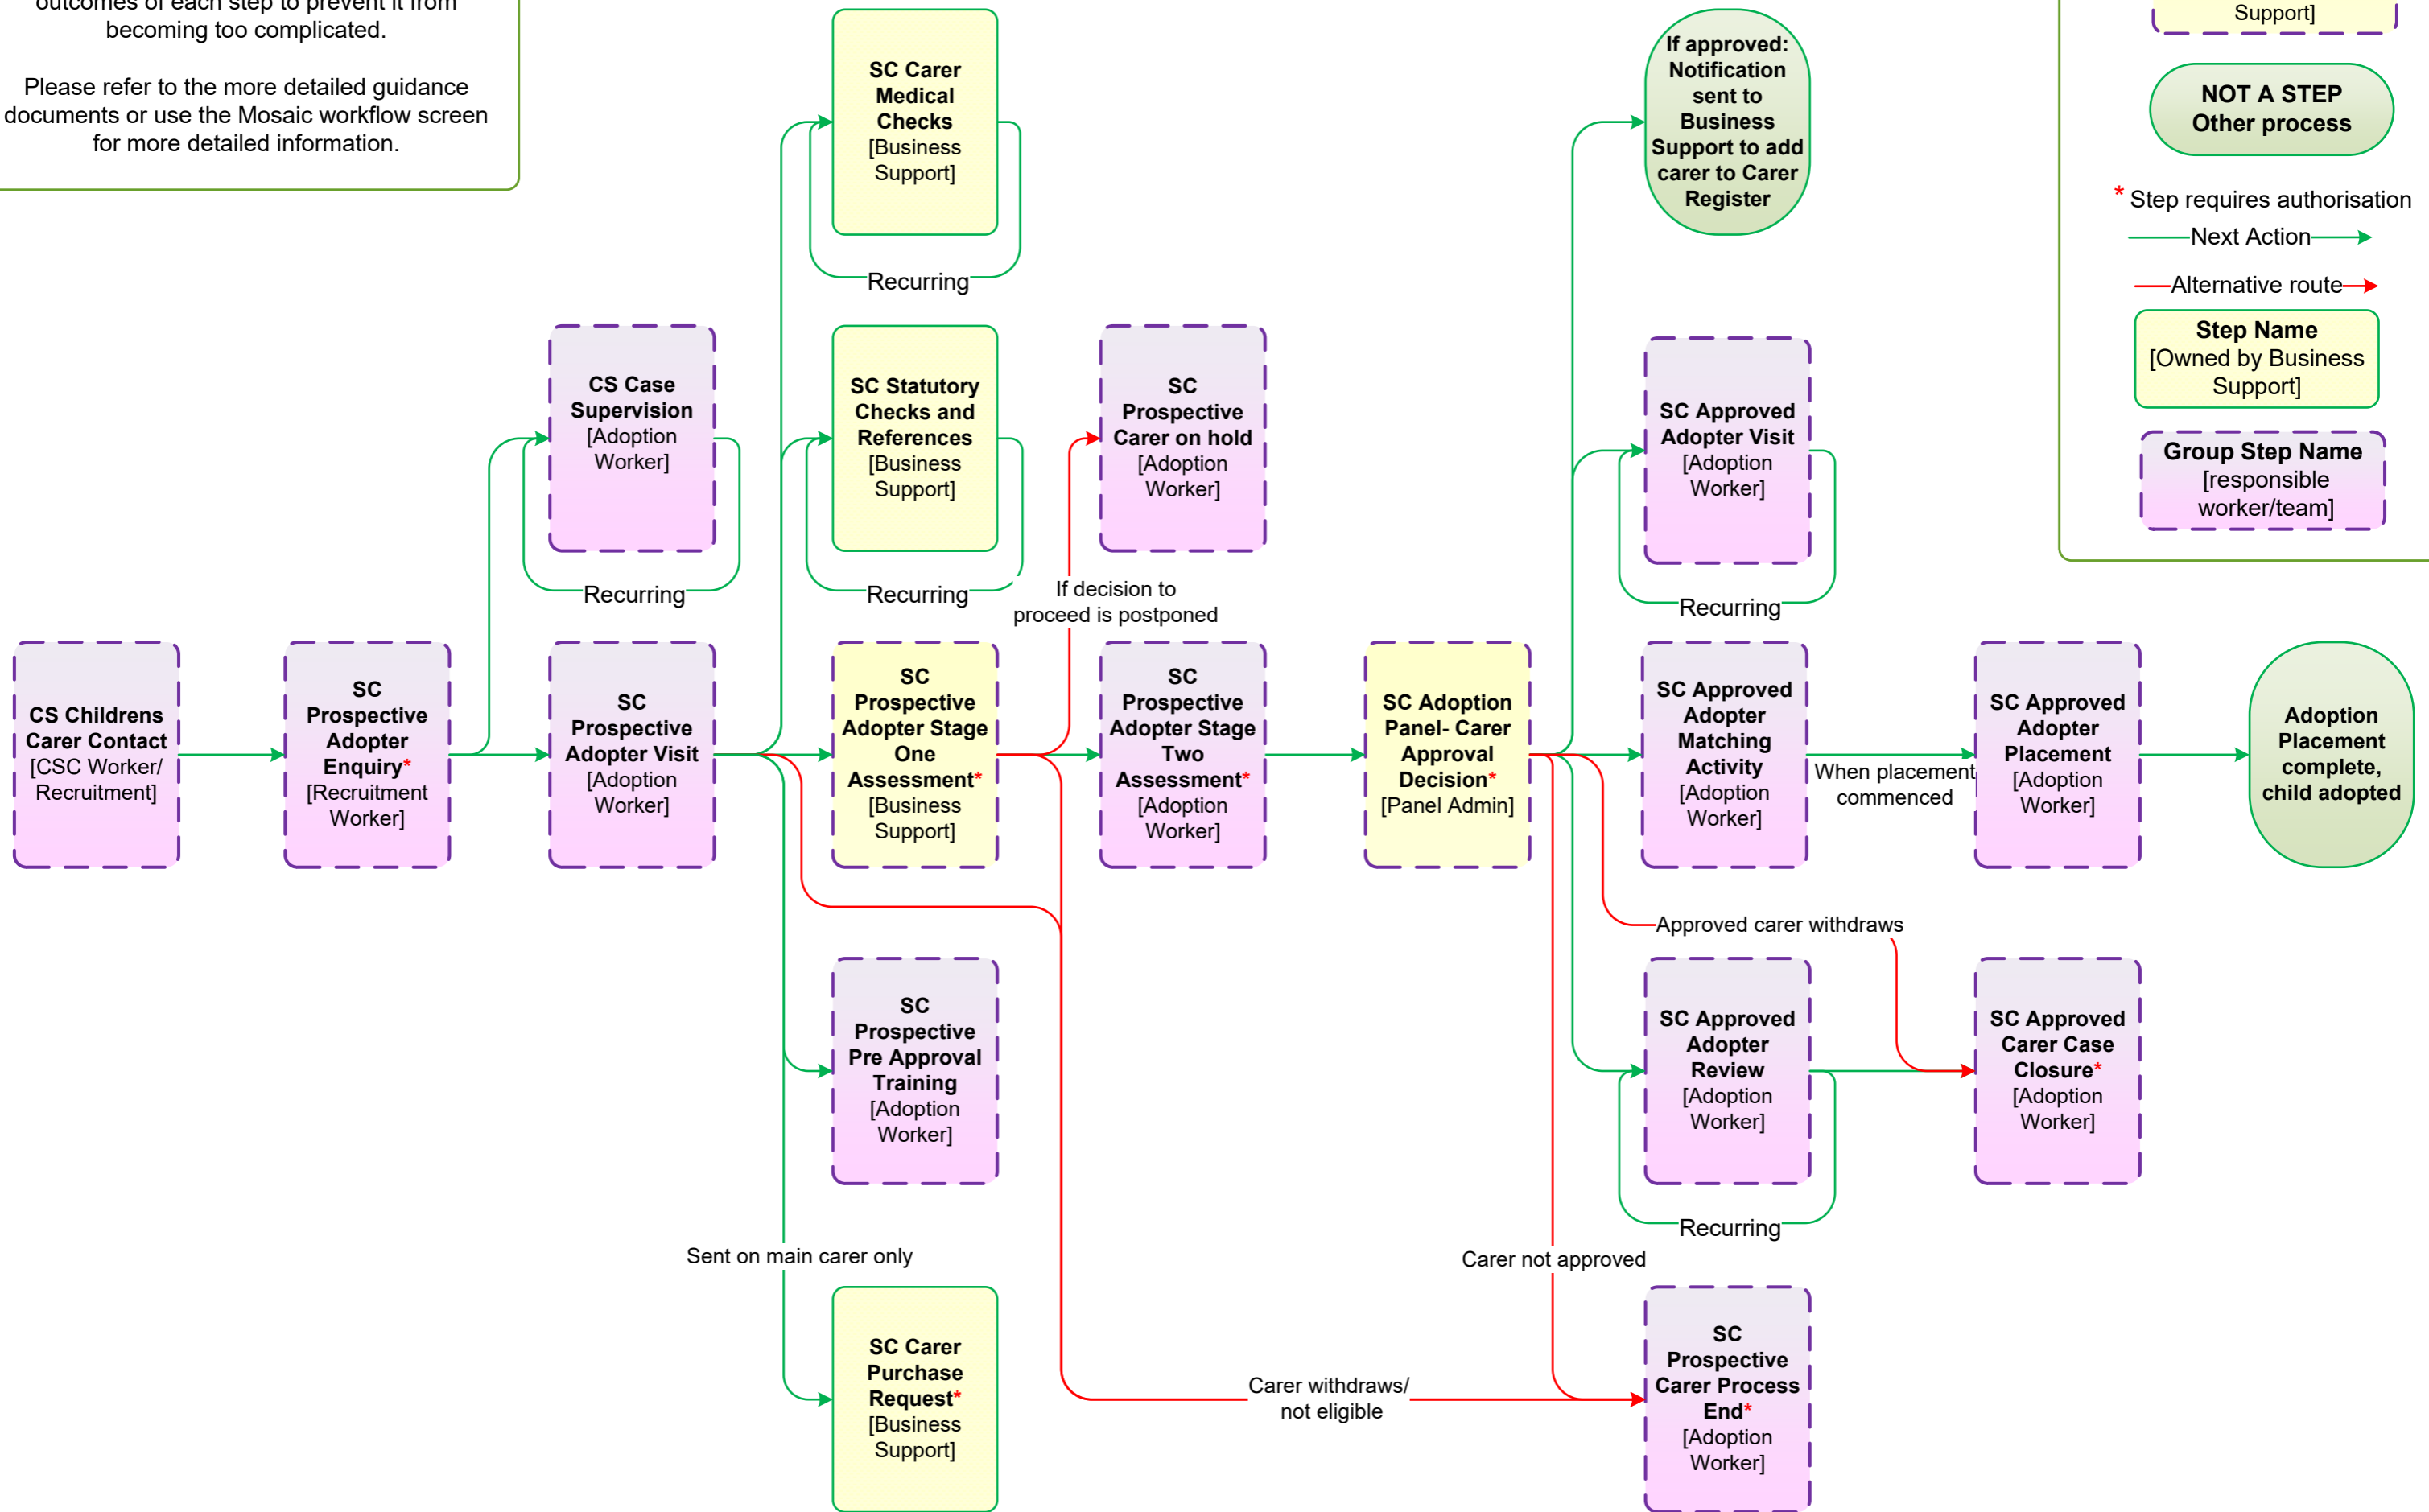 outcomes of each step to prevent it from
becoming too complicated.
Please refer to the more detailed guidance
documents or use the Mosaic workflow screen
for more detailed information.
SC Carer
Medical
Checks
[Business
Support]
Recurring
If approved:
Notification
sent to
Business
Support to add
carer to Carer
Register
Support]
NOT A STEP
Other process
* Step requires authorisation
Next Action
Alternative route
Step Name
[Owned by Business
Support]
Group Step Name
[responsible
worker/team]
CS Case
Supervision
[Adoption
Worker]
Recurring
SC Statutory
Checks and
References
[Business
Support]
Recurring
SC
Prospective
Carer on hold
[Adoption
Worker]
If decision to
proceed is postponed
SC Approved
Adopter Visit
[Adoption
Worker]
Recurring
CS Childrens
Carer Contact
[CSC Worker/
Recruitment]
SC
Prospective
Adopter
Enquiry*
[Recruitment
Worker]
SC
Prospective
Adopter Visit
[Adoption
Worker]
SC
Prospective
Adopter Stage
One
Assessment*
[Business
Support]
SC
Prospective
Adopter Stage
Two
Assessment*
[Adoption
Worker]
SC Adoption
Panel- Carer
Approval
Decision*
[Panel Admin]
SC Approved
Adopter
Matching
Activity
[Adoption
Worker]
When placement
commenced
SC Approved
Adopter
Placement
[Adoption
Worker]
Adoption
Placement
complete,
child adopted
Approved carer withdraws
SC
Prospective
Pre Approval
Training
[Adoption
Worker]
SC Approved
Adopter
Review
[Adoption
Worker]
Recurring
SC Approved
Carer Case
Closure*
[Adoption
Worker]
Sent on main carer only
Carer not approved
SC Carer
Purchase
Request*
[Business
Support]
Carer withdraws/
not eligible
SC
Prospective
Carer Process
End*
[Adoption
Worker]